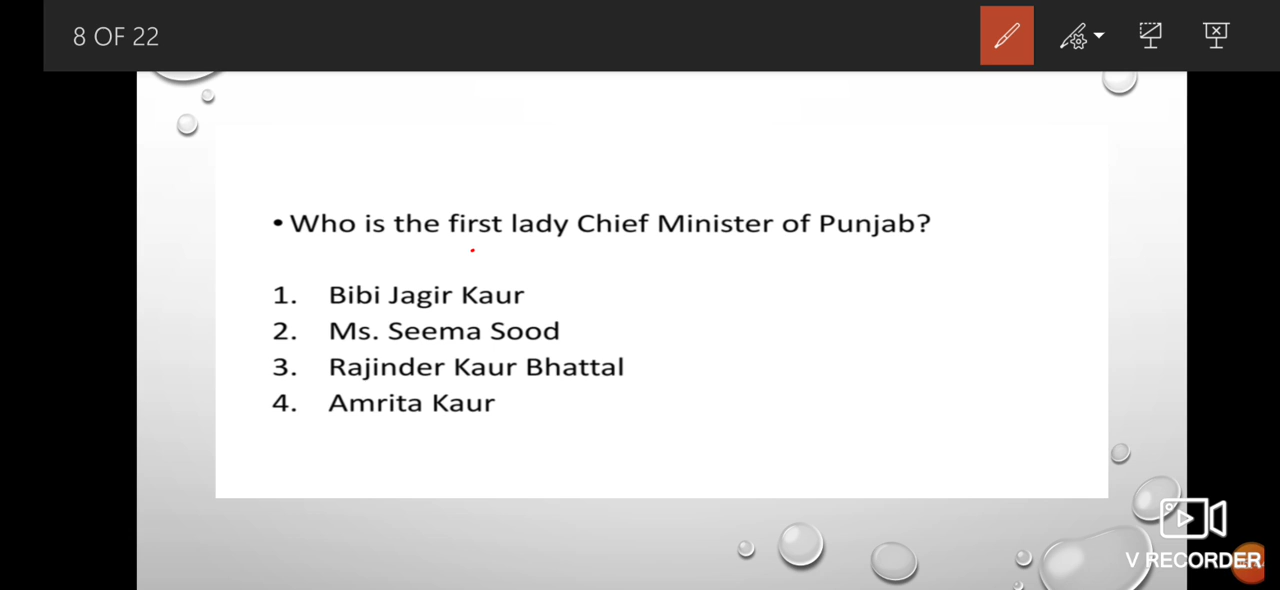 8 OF 22
• Who is the first lady Chief Minister of Punjab?
1. Bibi Jagir Kaur
2. Ms. Seema Sood
3. Rajinder Kaur Bhattal
4. Amrita Kaur
V RECORDER